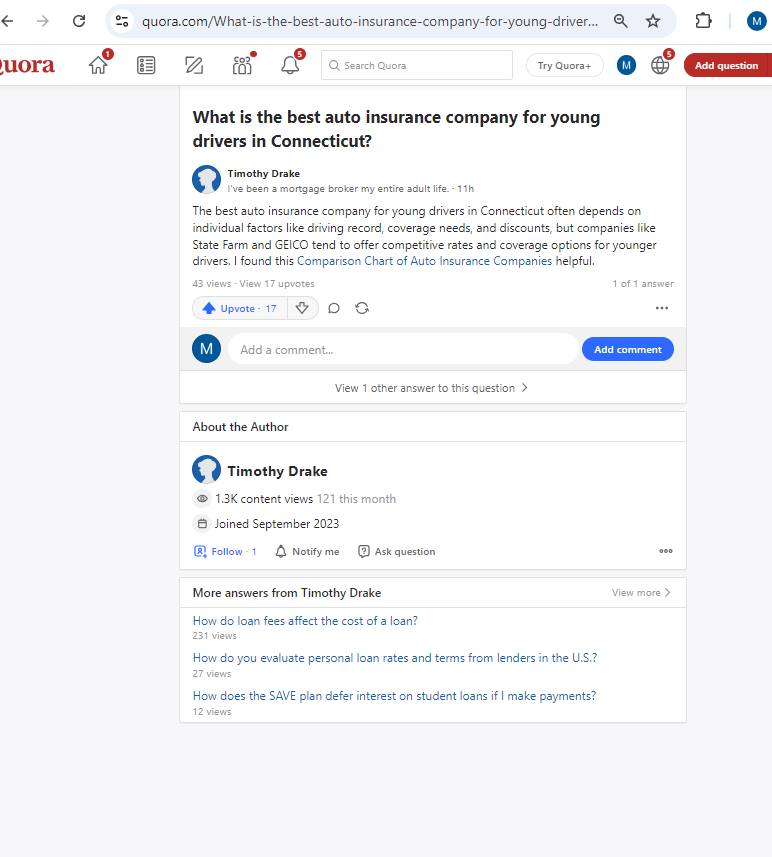 quora.com/What-is-the-best-auto-insurance-company-for-young-driver...
M
Quora
1
5
Search Quora
Try Quora+
M
5
Add question
What is the best auto insurance company for young
drivers in Connecticut?
Timothy Drake
I've been a mortgage broker my entire adult life. · 11h
The best auto insurance company for young drivers in Connecticut often depends on
individual factors like driving record, coverage needs, and discounts, but companies like
State Farm and GEICO tend to offer competitive rates and coverage options for younger
drivers. I found this Comparison Chart of Auto Insurance Companies helpful.
43 views · View 17 upvotes
1 of 1 answer
Upvote · 17
M
Add a comment...
Add comment
View 1 other answer to this question
About the Author
Timothy Drake
1.3K content views 121 this month
Joined September 2023
Follow · 1
Notify me
Ask question
More answers from Timothy Drake
View more
How do loan fees affect the cost of a loan?
231 views
How do you evaluate personal loan rates and terms from lenders in the U.S.?
27 views
How does the SAVE plan defer interest on student loans if I make payments?
12 views